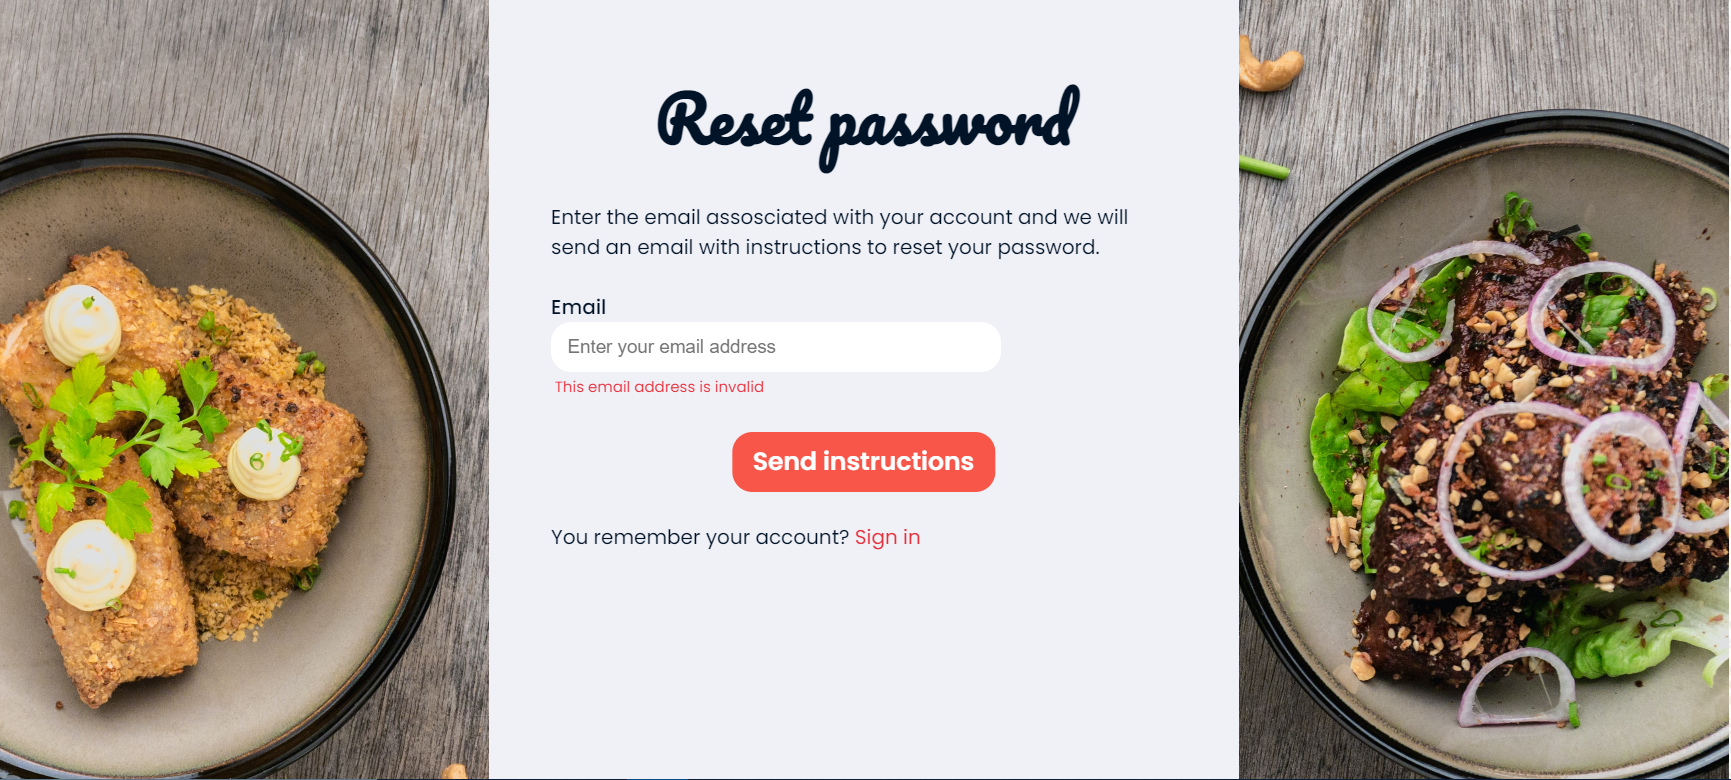 Reset password
Enter the email assosciated with your account and we will
send an email with instructions to reset your password.
Email
Enter your email address
This email address is invalid
Send instructions
You remember your account? Sign in